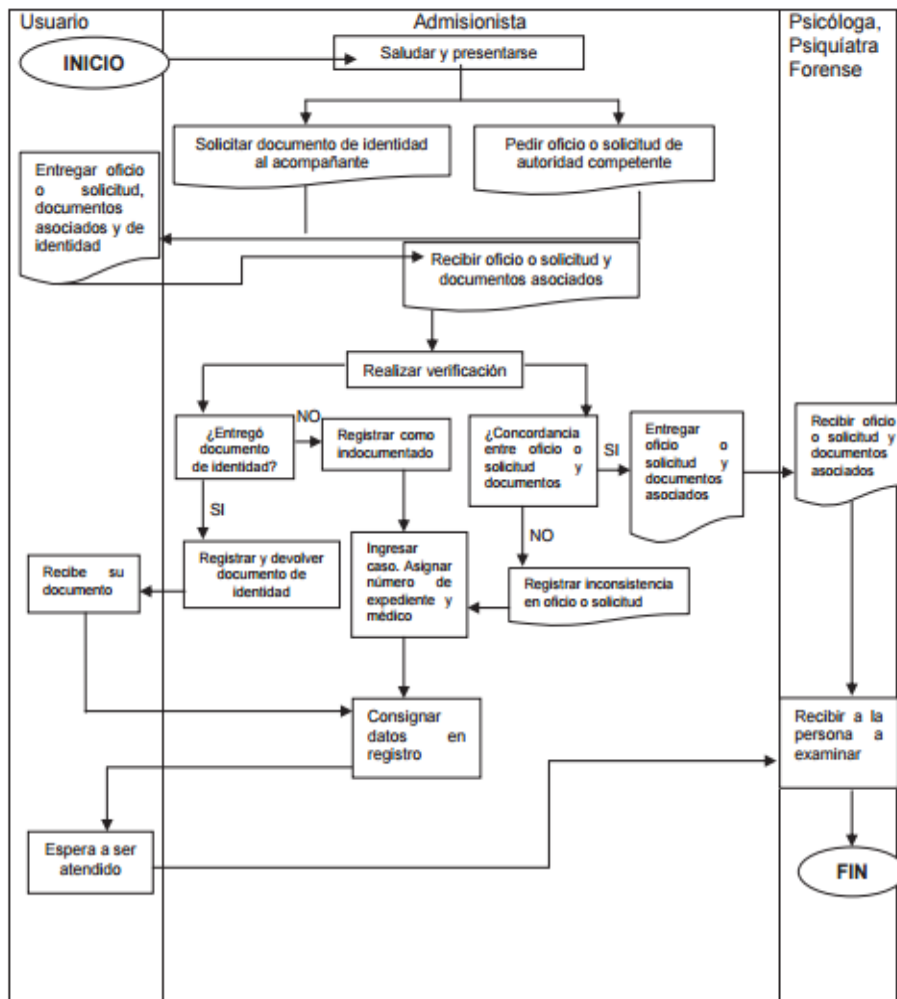 Usuario
Admisionista
Psicóloga,
Psiquíatra
Forense
INICIO
Saludar y presentarse
Solicitar documento de identidad
al acompañante
Pedir oficio o solicitud de
autoridad competente
Entregar oficio
o solicitud,
documentos
asociados y de
identidad
Recibir oficio o solicitud y
documentos asociados
Realizar verificación
¿Entregó
documento
de identidad?
NO
Registrar como
indocumentado
¿Concordancia
entre oficio o
solicitud y
documentos
SI
Entregar
oficio o
solicitud y
documentos
asociados
Recibir oficio
o solicitud y
documentos
asociados
SI
NO
Recibe su
documento
Registrar y devolver
documento de
identidad
Ingresar
caso. Asignar
número de
expediente y
médico
Registrar inconsistencia
en oficio o solicitud
Consignar
datos en
registro
Recibir a la
persona a
examinar
Espera a ser
atendido
FIN